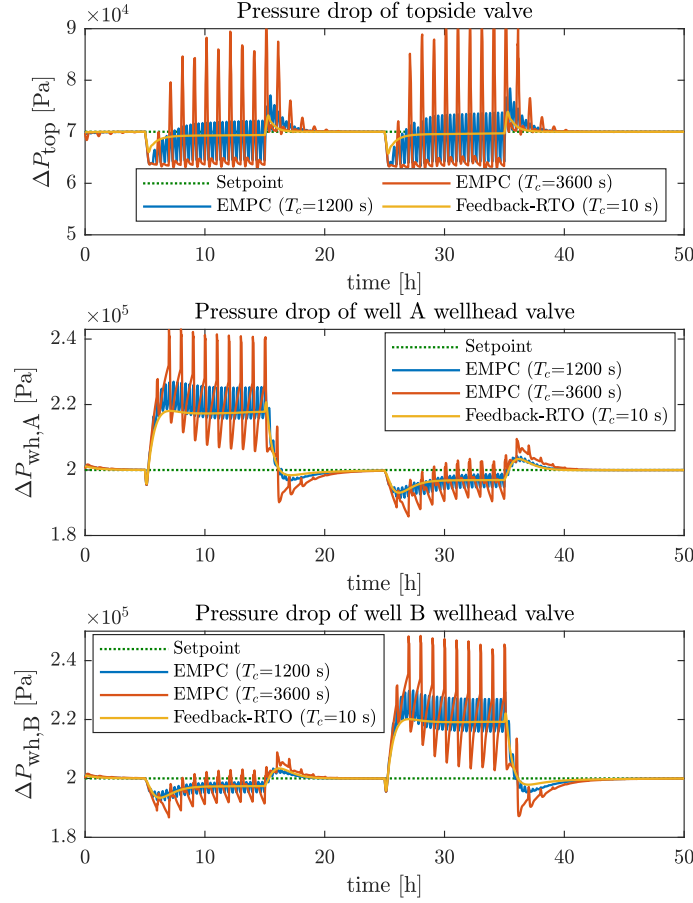 Pressure drop of topside valve
×10⁴
9
8
7
6
5
ΔP_top [Pa]
Setpoint
EMPC (T_c=1200 s)
EMPC (T_c=3600 s)
Feedback-RTO (T_c=10 s)
0 10 20 30 40 50
time [h]
Pressure drop of well A wellhead valve
×10⁵
2.4
2.2
2
1.8
ΔP_wh,A [Pa]
Setpoint
EMPC (T_c=1200 s)
EMPC (T_c=3600 s)
Feedback-RTO (T_c=10 s)
0 10 20 30 40 50
time [h]
Pressure drop of well B wellhead valve
×10⁵
2.4
2.2
2
1.8
ΔP_wh,B [Pa]
Setpoint
EMPC (T_c=1200 s)
EMPC (T_c=3600 s)
Feedback-RTO (T_c=10 s)
0 10 20 30 40 50
time [h]